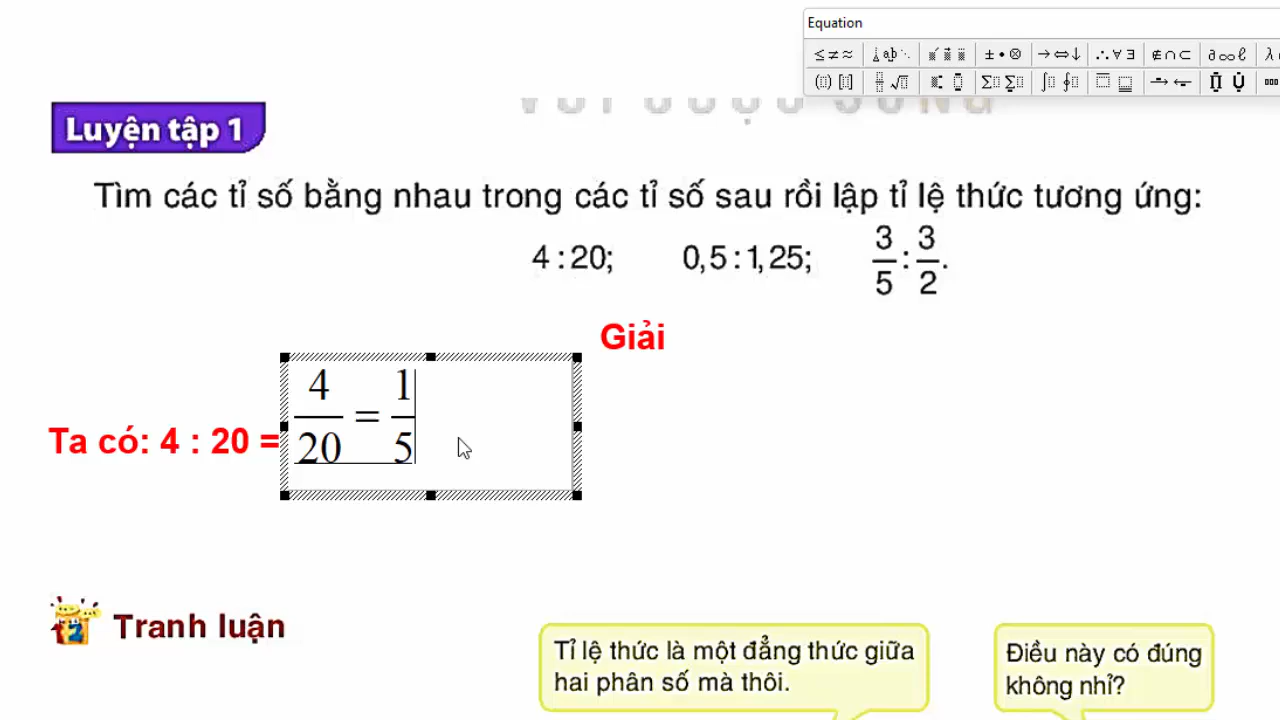 Equation
Luyện tập 1
Tìm các tỉ số bằng nhau trong các tỉ số sau rồi lập tỉ lệ thức tương ứng:
4 : 20; 0,5 : 1,25; 3/5 : 3/2.
Giải
Ta có: 4 : 20 = 4/20 = 1/5
Tranh luận
Tỉ lệ thức là một đẳng thức giữa
hai phân số mà thôi.
Điều này có đúng
không nhỉ?